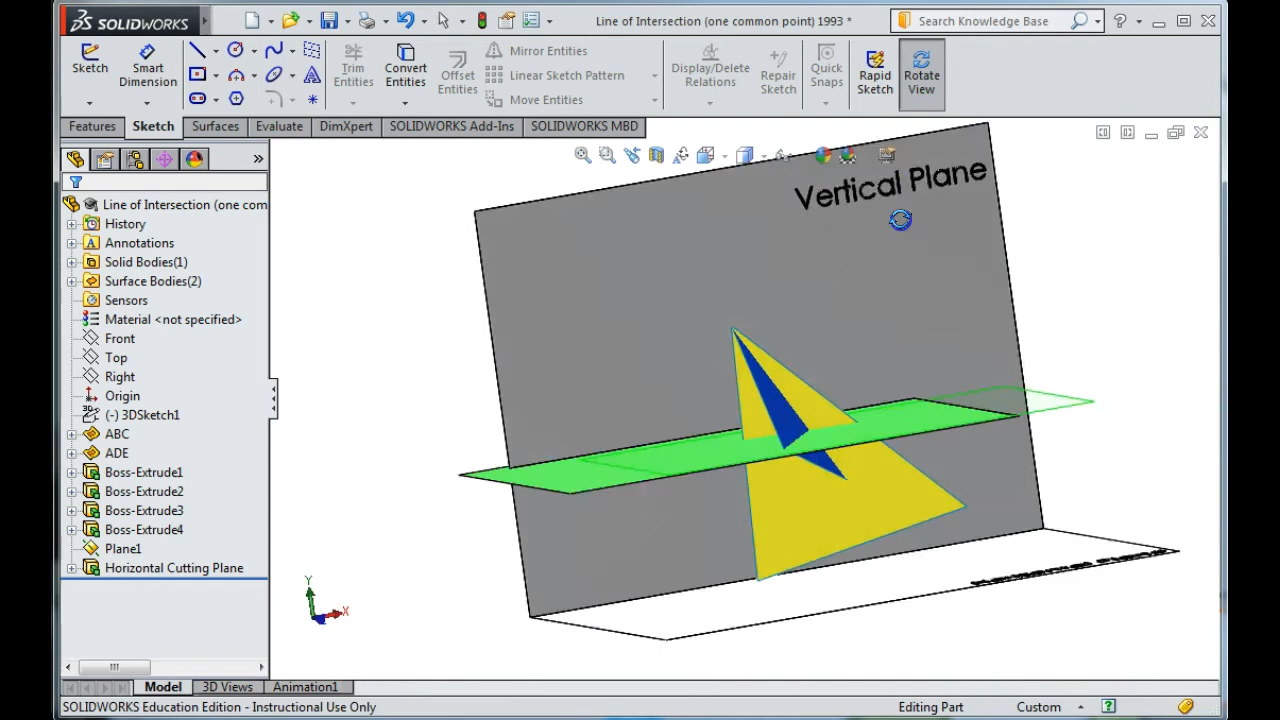 SOLIDWORKS
Line of Intersection (one common point) 1993 *
Search Knowledge Base
Sketch
Smart Dimension
Trim Entities
Convert Entities
Offset Entities
Mirror Entities
Linear Sketch Pattern
Move Entities
Display/Delete Relations
Repair Sketch
Quick Snaps
Rapid Sketch
Rotate View
Features
Sketch
Surfaces
Evaluate
DimXpert
SOLIDWORKS Add-Ins
SOLIDWORKS MBD
Line of Intersection (one com
History
Annotations
Solid Bodies(1)
Surface Bodies(2)
Sensors
Material <not specified>
Front
Top
Right
Origin
(-) 3DSketch1
ABC
ADE
Boss-Extrude1
Boss-Extrude2
Boss-Extrude3
Boss-Extrude4
Plane1
Horizontal Cutting Plane
Vertical Plane
Y
X
Model
3D Views
Animation1
SOLIDWORKS Education Edition - Instructional Use Only
Editing Part
Custom